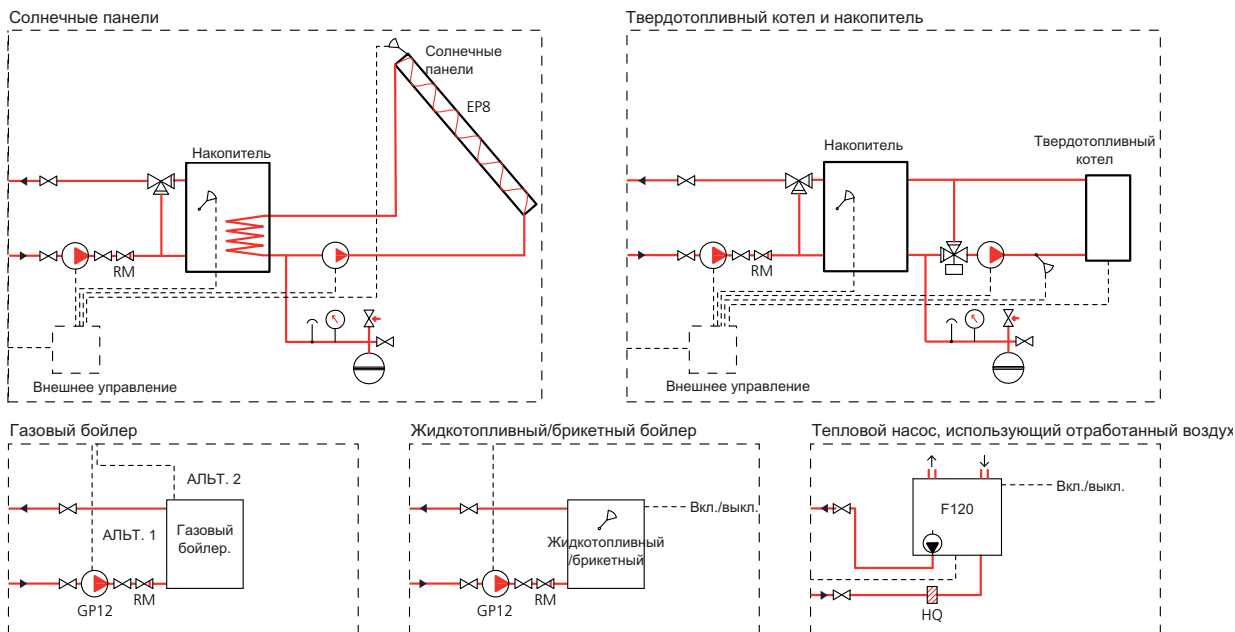 Солнечные панели
Солнечные
панели
EP8
Накопитель
RM
Внешнее управление
Твердотопливный котел и накопитель
Накопитель
Твердотопливный
котел
RM
Внешнее управление
Газовый бойлер
АЛЬТ. 2
АЛЬТ. 1
Газовый
бойлер.
GP12
RM
Жидкотопливный/брикетный бойлер
Вкл./выкл.
Жидкотопливный
/брикетный
GP12
RM
Тепловой насос, использующий отработанный воздух
Вкл./выкл.
F120
HQ